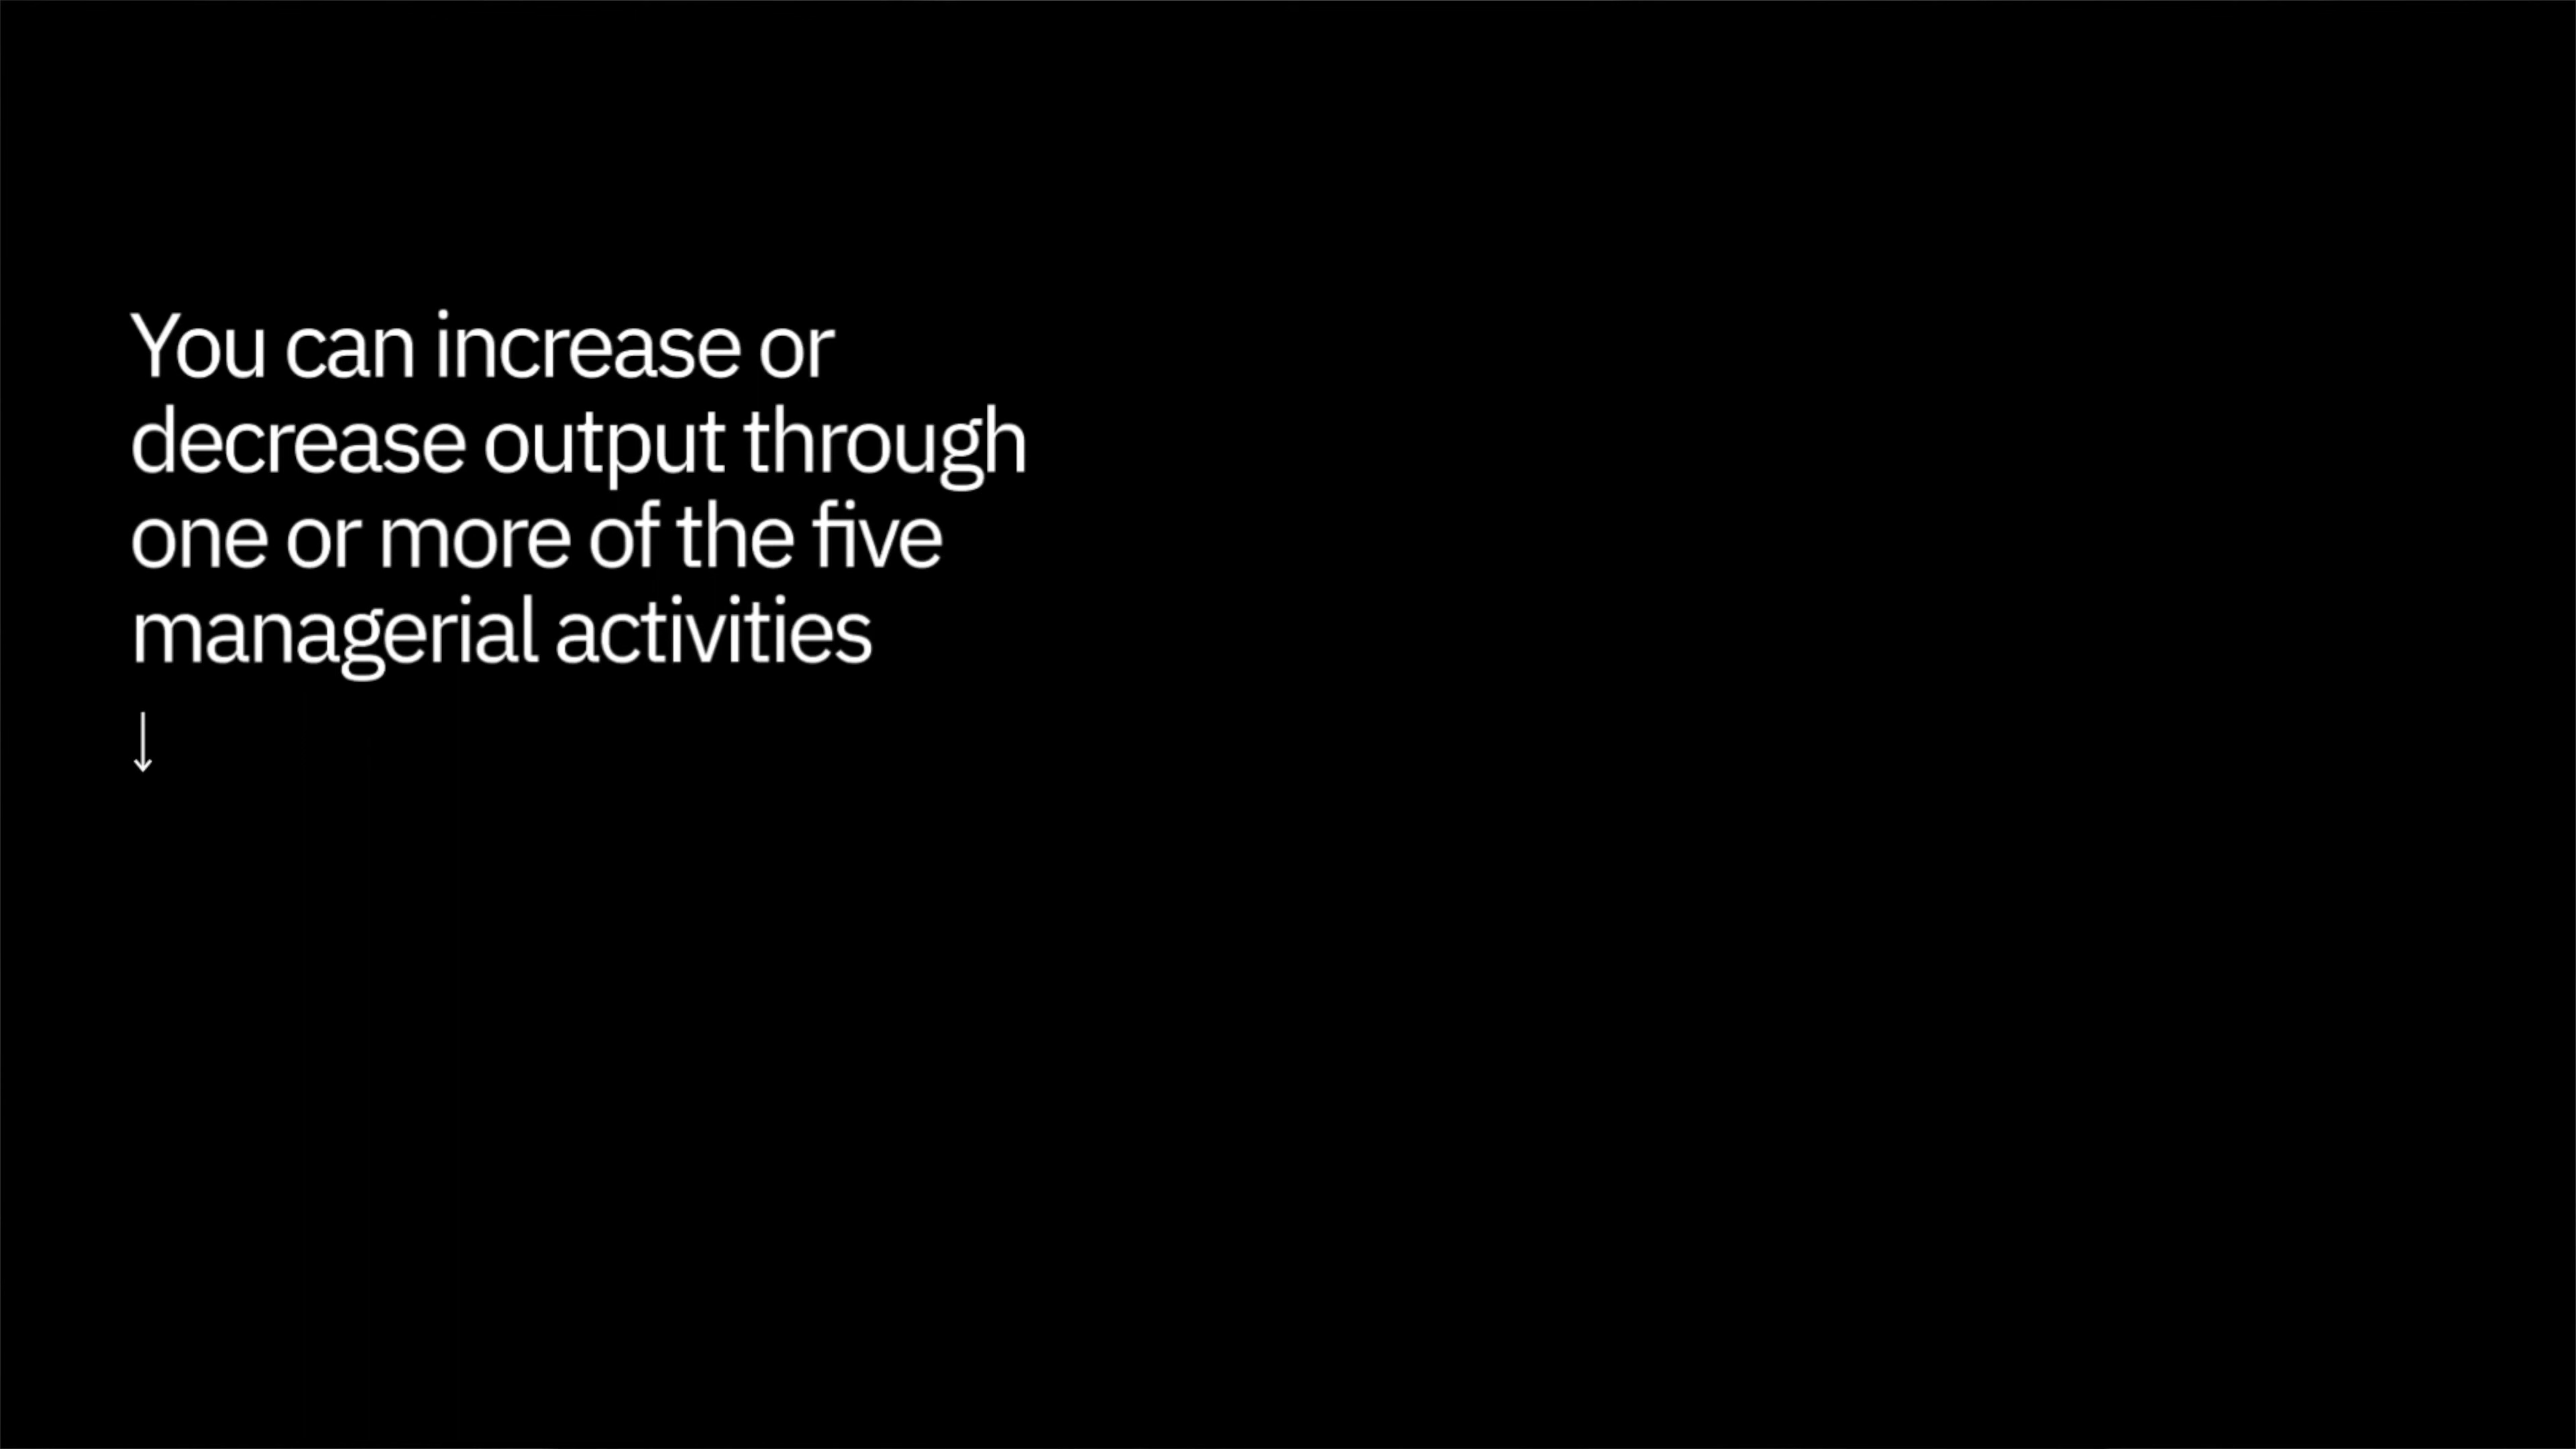 You can increase or
decrease output through
one or more of the five
managerial activities
↓